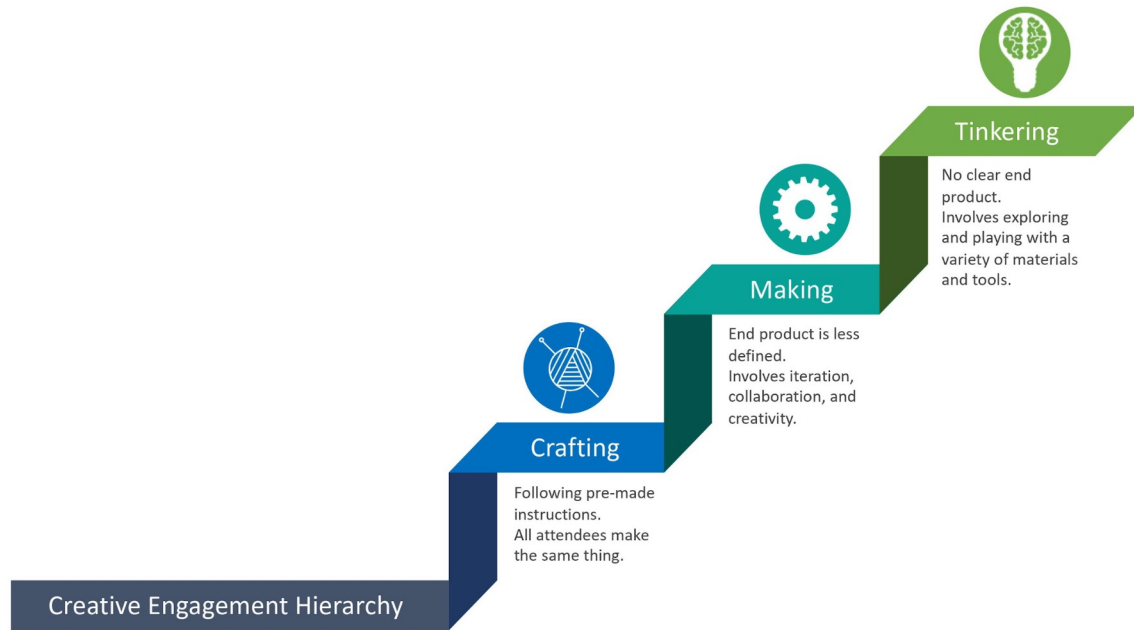 Tinkering
No clear end
product.
Involves exploring
and playing with a
variety of materials
and tools.
Making
End product is less
defined.
Involves iteration,
collaboration, and
creativity.
Crafting
Following pre-made
instructions.
All attendees make
the same thing.
Creative Engagement Hierarchy